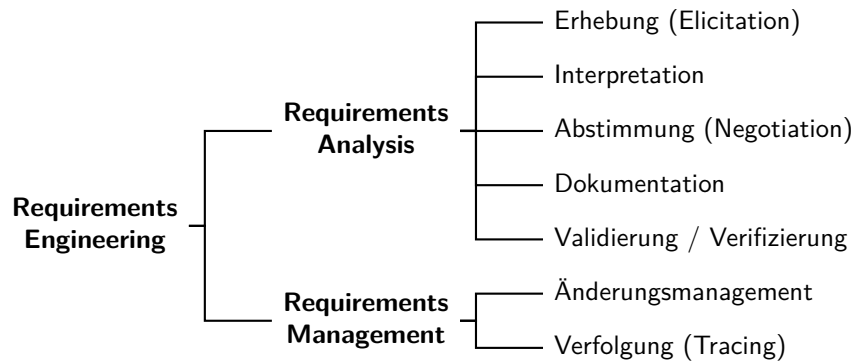 Requirements
Engineering
Requirements
Analysis
Erhebung (Elicitation)
Interpretation
Abstimmung (Negotiation)
Dokumentation
Validierung / Verifizierung
Requirements
Management
Änderungsmanagement
Verfolgung (Tracing)